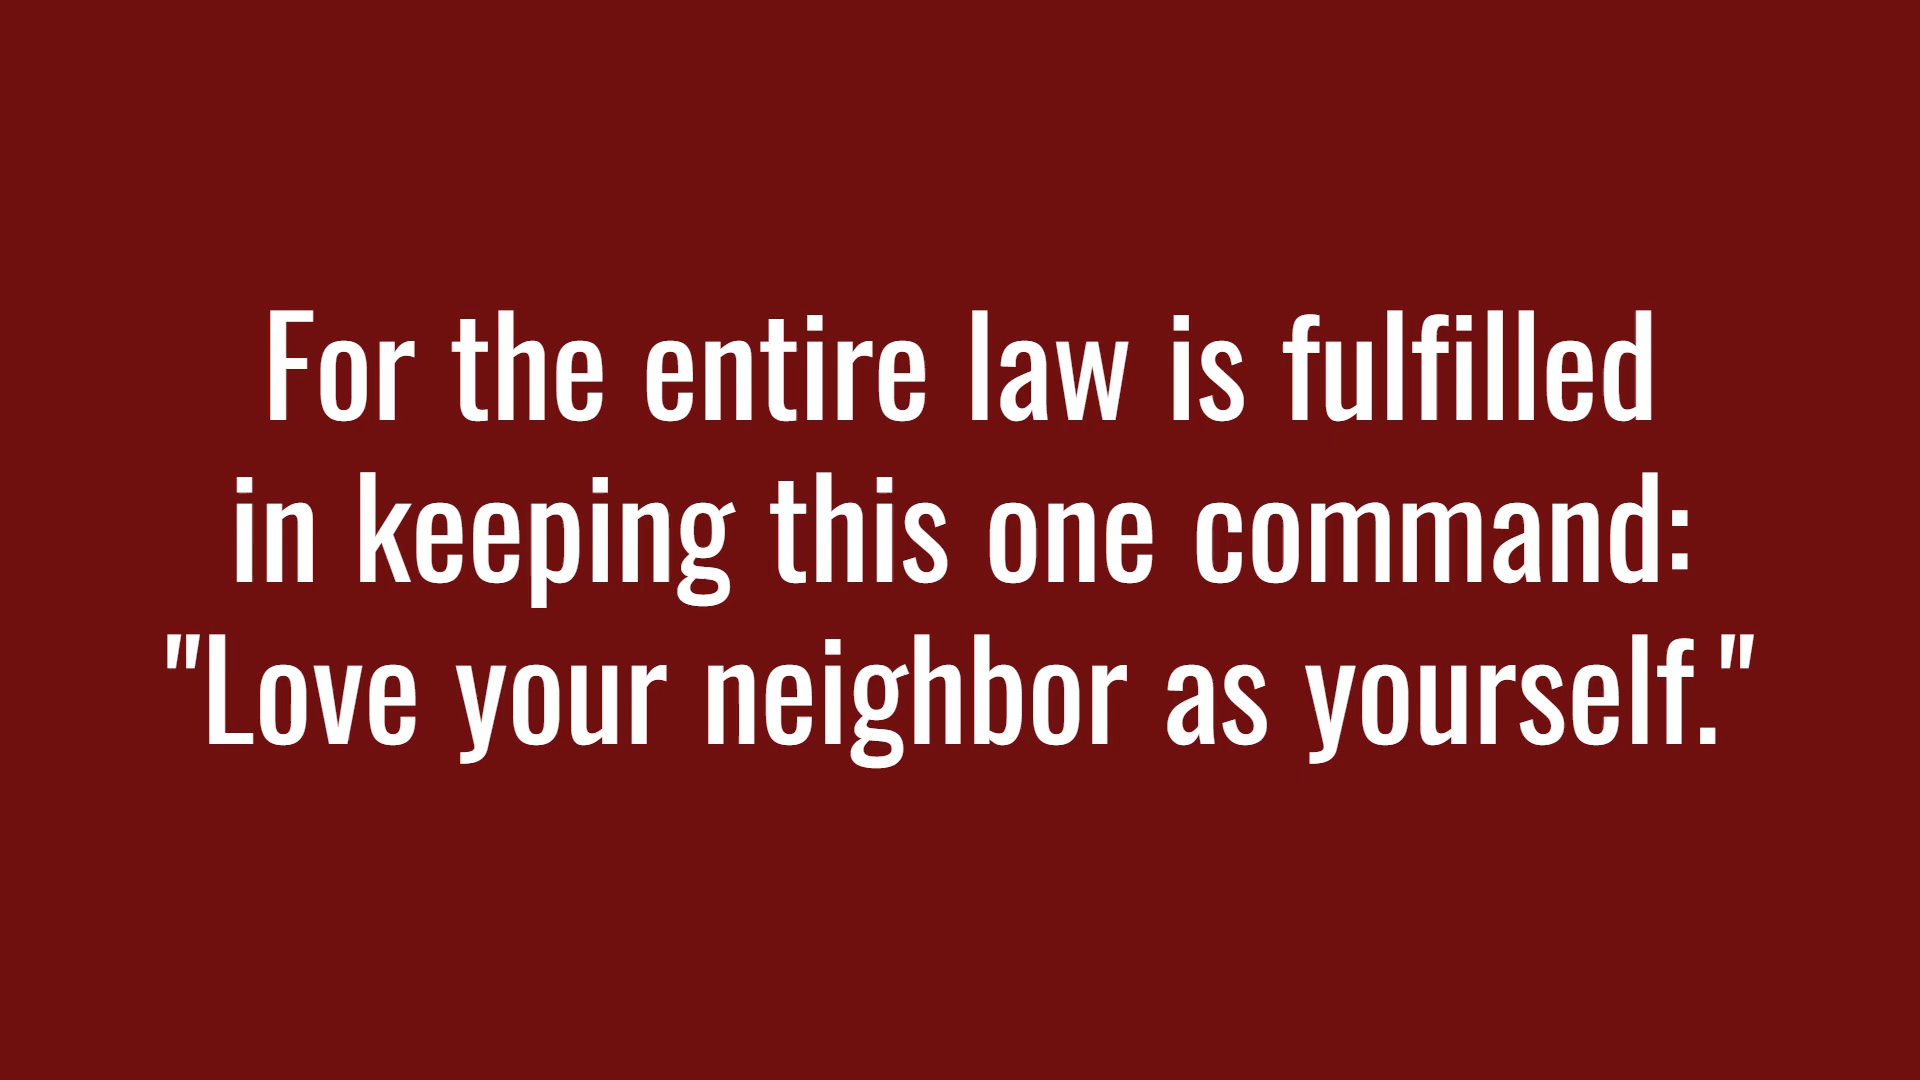 For the entire law is fulfilled
in keeping this one command:
"Love your neighbor as yourself."